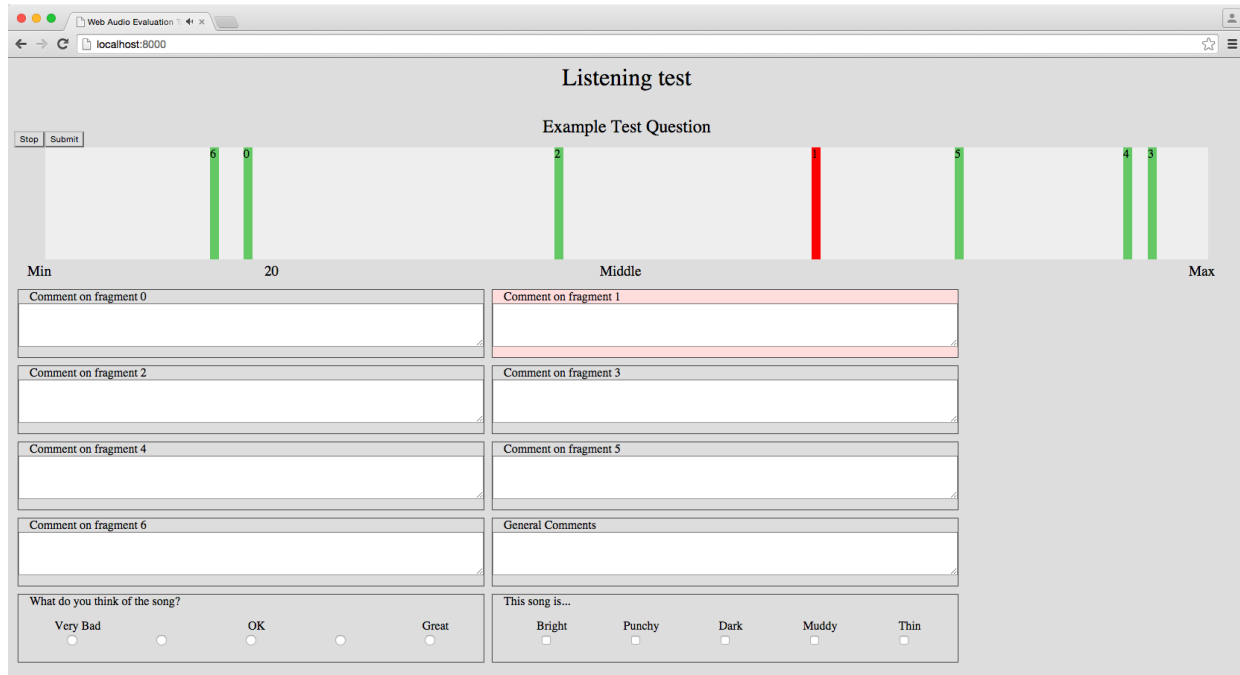 Web Audio Evaluation T
localhost:8000
Listening test
Example Test Question
Stop Submit
6 0 2 1 5 4 3
Min 20 Middle Max
Comment on fragment 0 Comment on fragment 1
Comment on fragment 2 Comment on fragment 3
Comment on fragment 4 Comment on fragment 5
Comment on fragment 6 General Comments
What do you think of the song? This song is...
Very Bad OK Great Bright Punchy Dark Muddy Thin